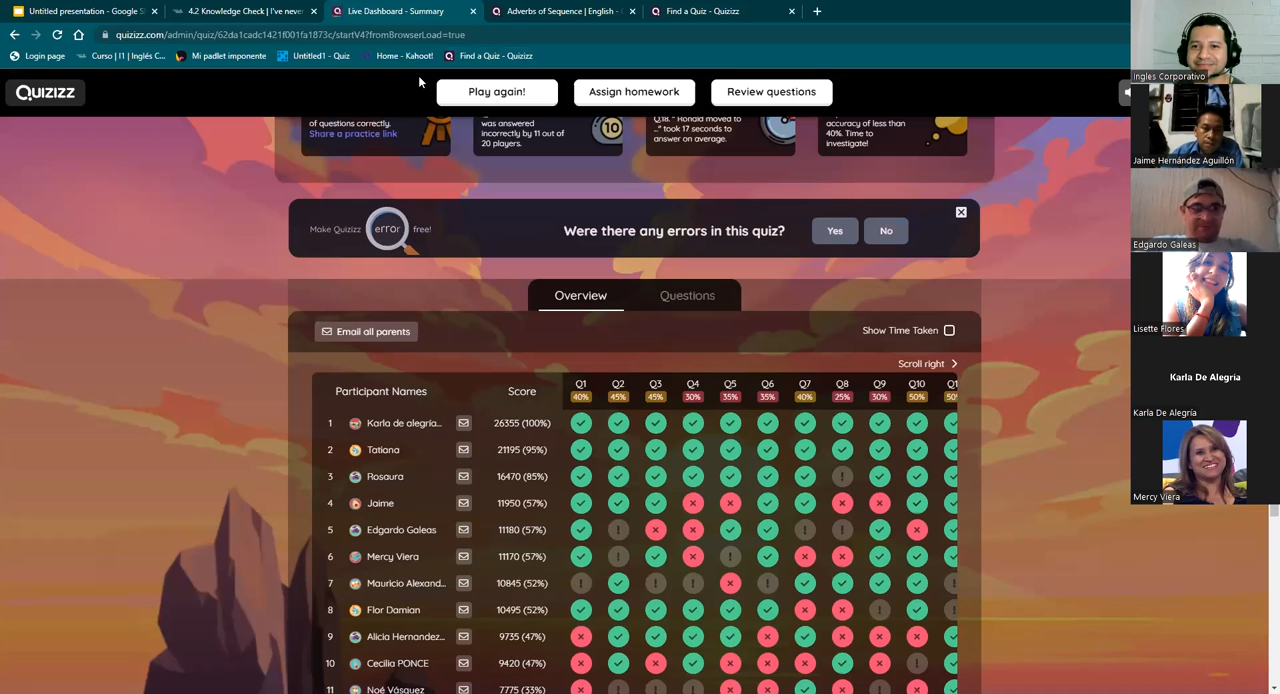 Untitled presentation - Google S
4.2 Knowledge Check | I've never
Live Dashboard - Summary
Adverbs of Sequence | English -
Find a Quiz - Quizizz
quizizz.com/admin/quiz/62da1cadc1421f001fa1873c/startV4?fromBrowserLoad=true
Login page
Curso | I1 | Inglés C...
Mi padlet imponente
Untitled1 - Quiz
Home - Kahoot!
Find a Quiz - Quizizz
QUIZIZZ
Play again!
Assign homework
Review questions
of questions correctly.
Share a practice link
was answered
incorrectly by 11 out of
20 players.
10
Q.18. " Ronald moved to
..." took 17 seconds to
answer on average.
accuracy of less than
40%. Time to
investigate!
Make Quizizz error free!
Were there any errors in this quiz?
Yes
No
Overview
Questions
Email all parents
Show Time Taken
Scroll right
Participant Names Score Q1 Q2 Q3 Q4 Q5 Q6 Q7 Q8 Q9 Q10 Q1
40% 45% 45% 30% 35% 35% 40% 25% 30% 50% 50%
1 Karla de alegría... 26355 (100%)
2 Tatiana 21195 (95%)
3 Rosaura 16470 (85%)
4 Jaime 11950 (57%)
5 Edgardo Galeas 11180 (57%)
6 Mercy Viera 11170 (57%)
7 Mauricio Alexand... 10845 (52%)
8 Flor Damian 10495 (52%)
9 Alicia Hernandez... 9735 (47%)
10 Cecilia PONCE 9420 (47%)
11 Noé Vásquez 7775 (33%)
Ingles Corporativo
Jaime Hernández Aguillón
Edgardo Galeas
Lisette Flores
Karla De Alegria
Karla De Alegría
Mercy Viera